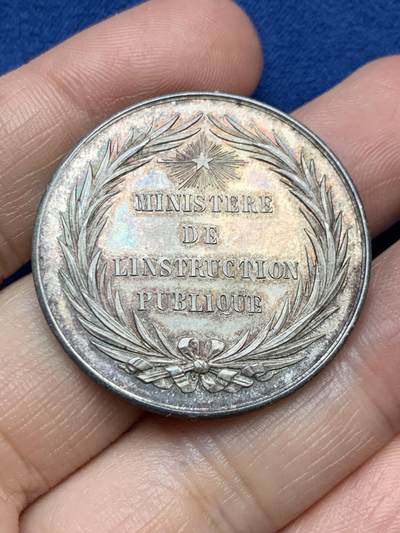 MINISTERE
DE
L'INSTRUCTION
PUBLIQUE